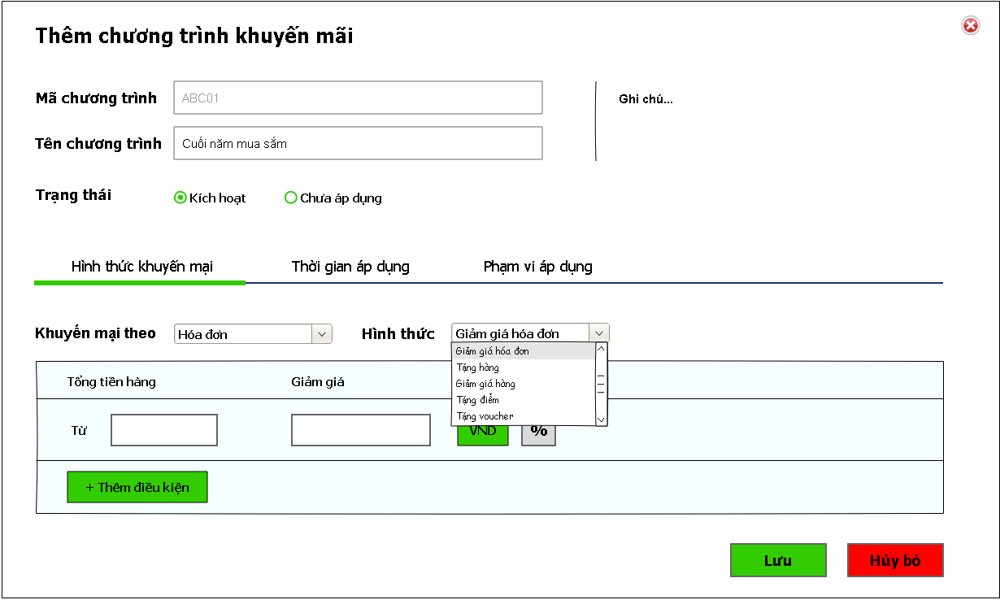 Thêm chương trình khuyến mãi
Mã chương trình ABC01 Ghi chú...
Tên chương trình Cuối năm mua sắm
Trạng thái Kích hoạt Chưa áp dụng
Hình thức khuyến mại Thời gian áp dụng Phạm vi áp dụng
Khuyến mại theo Hóa đơn Hình thức Giảm giá hóa đơn
Giảm giá hóa đơn
Tặng hàng
Giảm giá hàng
Tặng điểm
Tặng voucher
Tổng tiền hàng Giảm giá
Từ VND %
+ Thêm điều kiện
Lưu Hủy bỏ